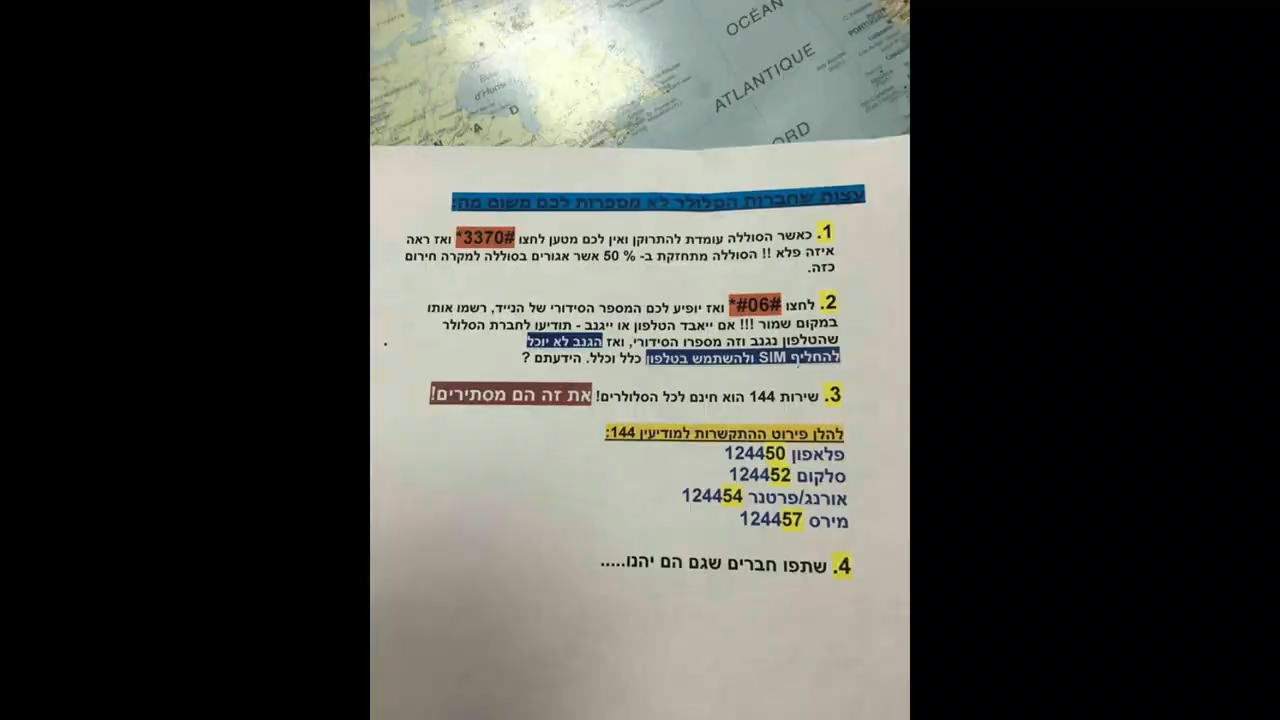 OCÉAN
ATLANTIQUE
PORTUGAL
ORD
Baie
d'Hudson
A
D
עצות שחברות הסלולר לא מספרות לכם משום מה:
1. כאשר הסוללה עומדת להתרוקן ואין לכם מטען לחצו *3370# ואז ראה
איזה פלא !! הסוללה מתחזקת ב- % 50 אשר אגורים בסוללה למקרה חירום
כזה.
2. לחצו *#06# ואז יופיע לכם המספר הסידורי של הנייד, רשמו אותו
במקום שמור !!! אם ייאבד הטלפון או ייגנב - תודיעו לחברת הסלולר
שהטלפון נגנב וזה מספרו הסידורי, ואז הגנב לא יוכל
להחליף SIM ולהשתמש בטלפון כלל וכלל. הידעתם ?
3. שירות 144 הוא חינם לכל הסלולרים! את זה הם מסתירים!
להלן פירוט ההתקשרות למודיעין 144:
פלאפון 124450
סלקום 124452
אורנג/פרטנר 124454
מירס 124457
4. שתפו חברים שגם הם יהנו.....